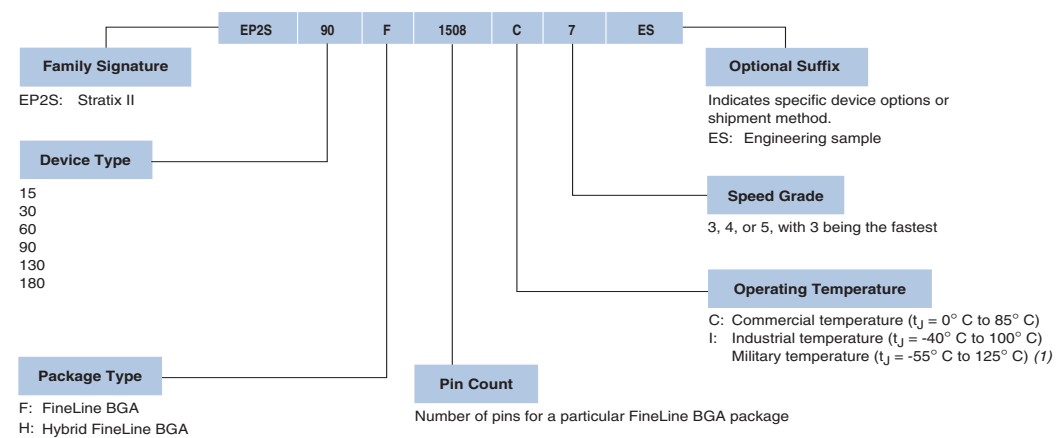 EP2S 90 F 1508 C 7 ES
Family Signature
EP2S: Stratix II
Optional Suffix
Indicates specific device options or
shipment method.
ES: Engineering sample
Device Type
15
30
60
90
130
180
Speed Grade
3, 4, or 5, with 3 being the fastest
Operating Temperature
C: Commercial temperature (tJ = 0° C to 85° C)
I: Industrial temperature (tJ = -40° C to 100° C)
Military temperature (tJ = -55° C to 125° C) (1)
Package Type
F: FineLine BGA
H: Hybrid FineLine BGA
Pin Count
Number of pins for a particular FineLine BGA package